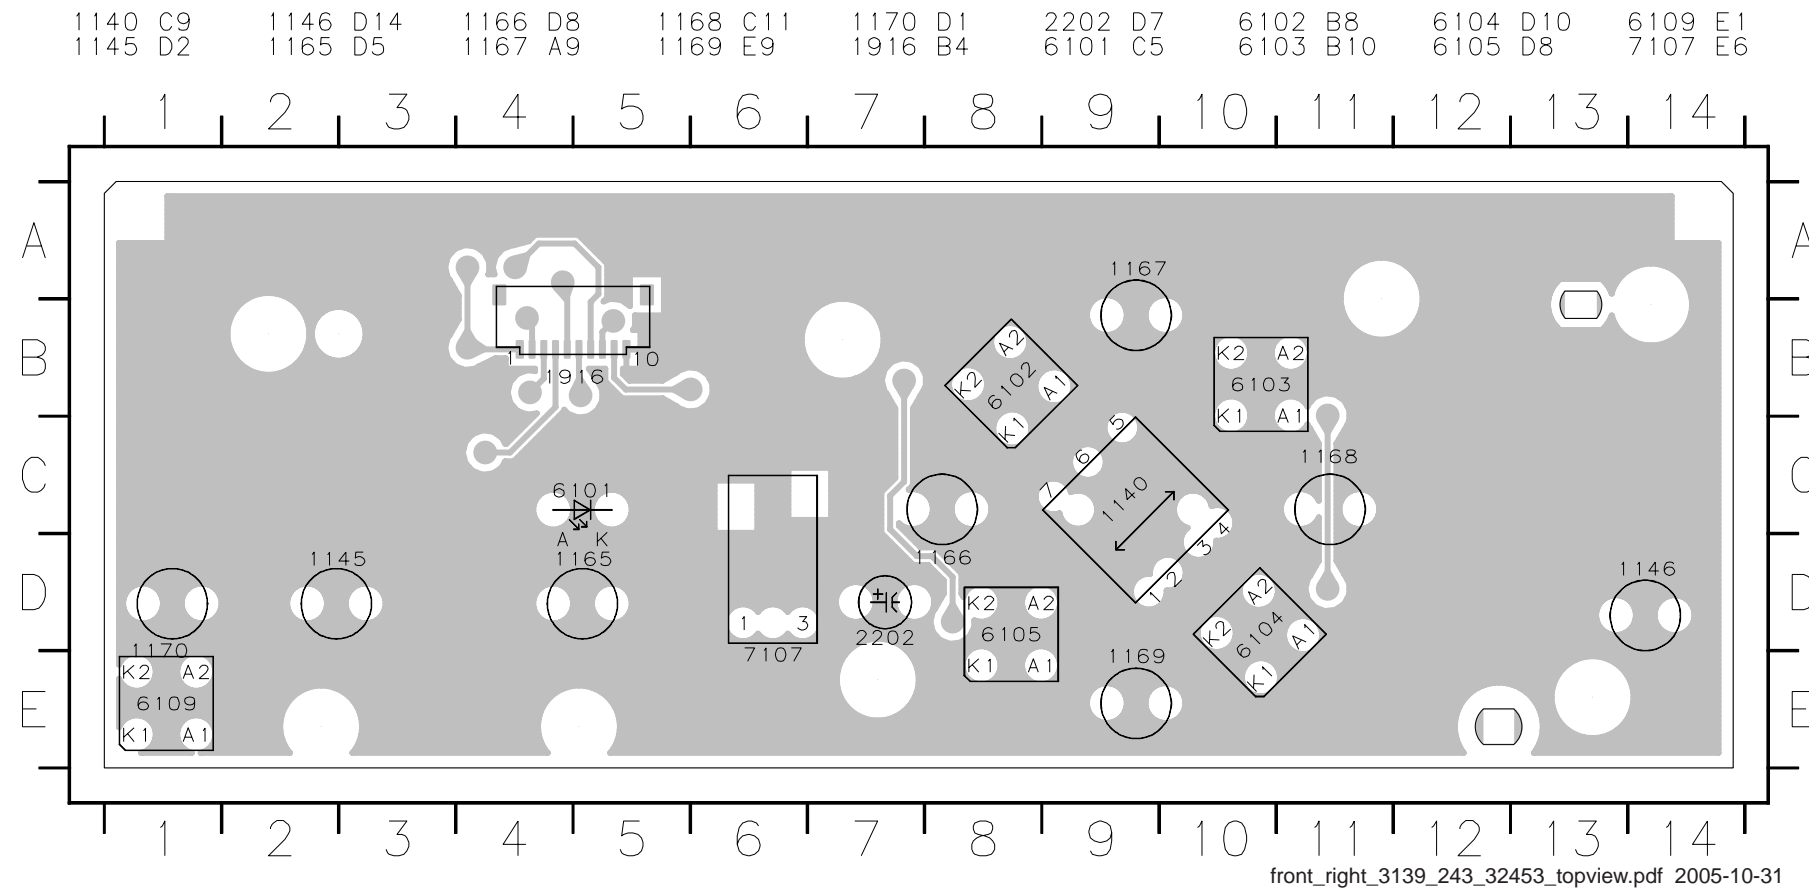 1140 C9 1146 D14 1166 D8 1168 C11 1170 D1 2202 D7 6102 B8 6104 D10 6109 E1
1145 D2 1165 D5 1167 A9 1169 E9 1916 B4 6101 C5 6103 B10 6105 D8 7107 E6
1 2 3 4 5 6 7 8 9 10 11 12 13 14
A A
1167
B B
1 10
1916
A2
K2 6102 A1
K1
K2 A2
6103
K1 A1
5
6
7 1140
4
3
2
1
1168
C C
6101
A K
1145 1165 1166 1146
D D
1 3
7107
+
2202
K2 A2
6105
K1 A1
A2
K2 6104 A1
K1
1170
K2 A2
6109
K1 A1
1169
E E
1 2 3 4 5 6 7 8 9 10 11 12 13 14
front_right_3139_243_32453_topview.pdf 2005-10-31